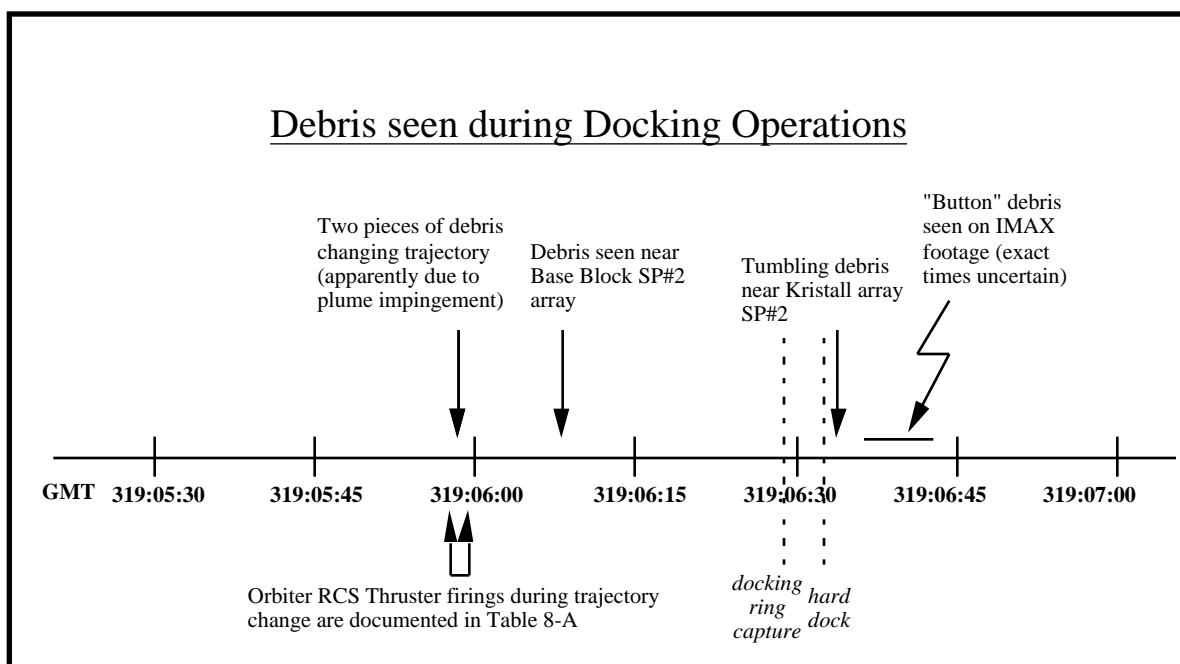 Debris seen during Docking Operations
Two pieces of debris
changing trajectory
(apparently due to
plume impingement)
Debris seen near
Base Block SP#2
array
Tumbling debris
near Kristall array
SP#2
"Button" debris
seen on IMAX
footage (exact
times uncertain)
GMT 319:05:30 319:05:45 319:06:00 319:06:15 319:06:30 319:06:45 319:07:00
Orbiter RCS Thruster firings during trajectory
change are documented in Table 8-A
docking
ring
capture
hard
dock